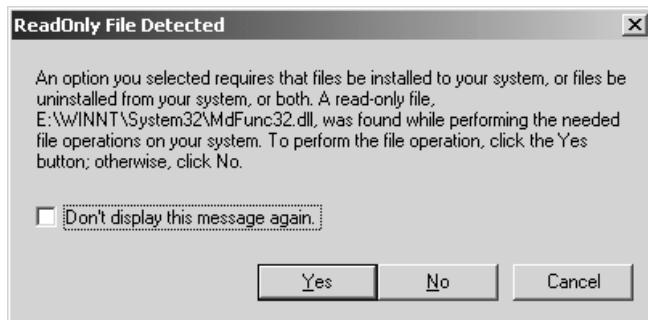 ReadOnly File Detected
An option you selected requires that files be installed to your system, or files be
uninstalled from your system, or both. A read-only file,
E:\WINNT\System32\MdFunc32.dll, was found while performing the needed
file operations on your system. To perform the file operation, click the Yes
button; otherwise, click No.
Don't display this message again.
Yes
No
Cancel